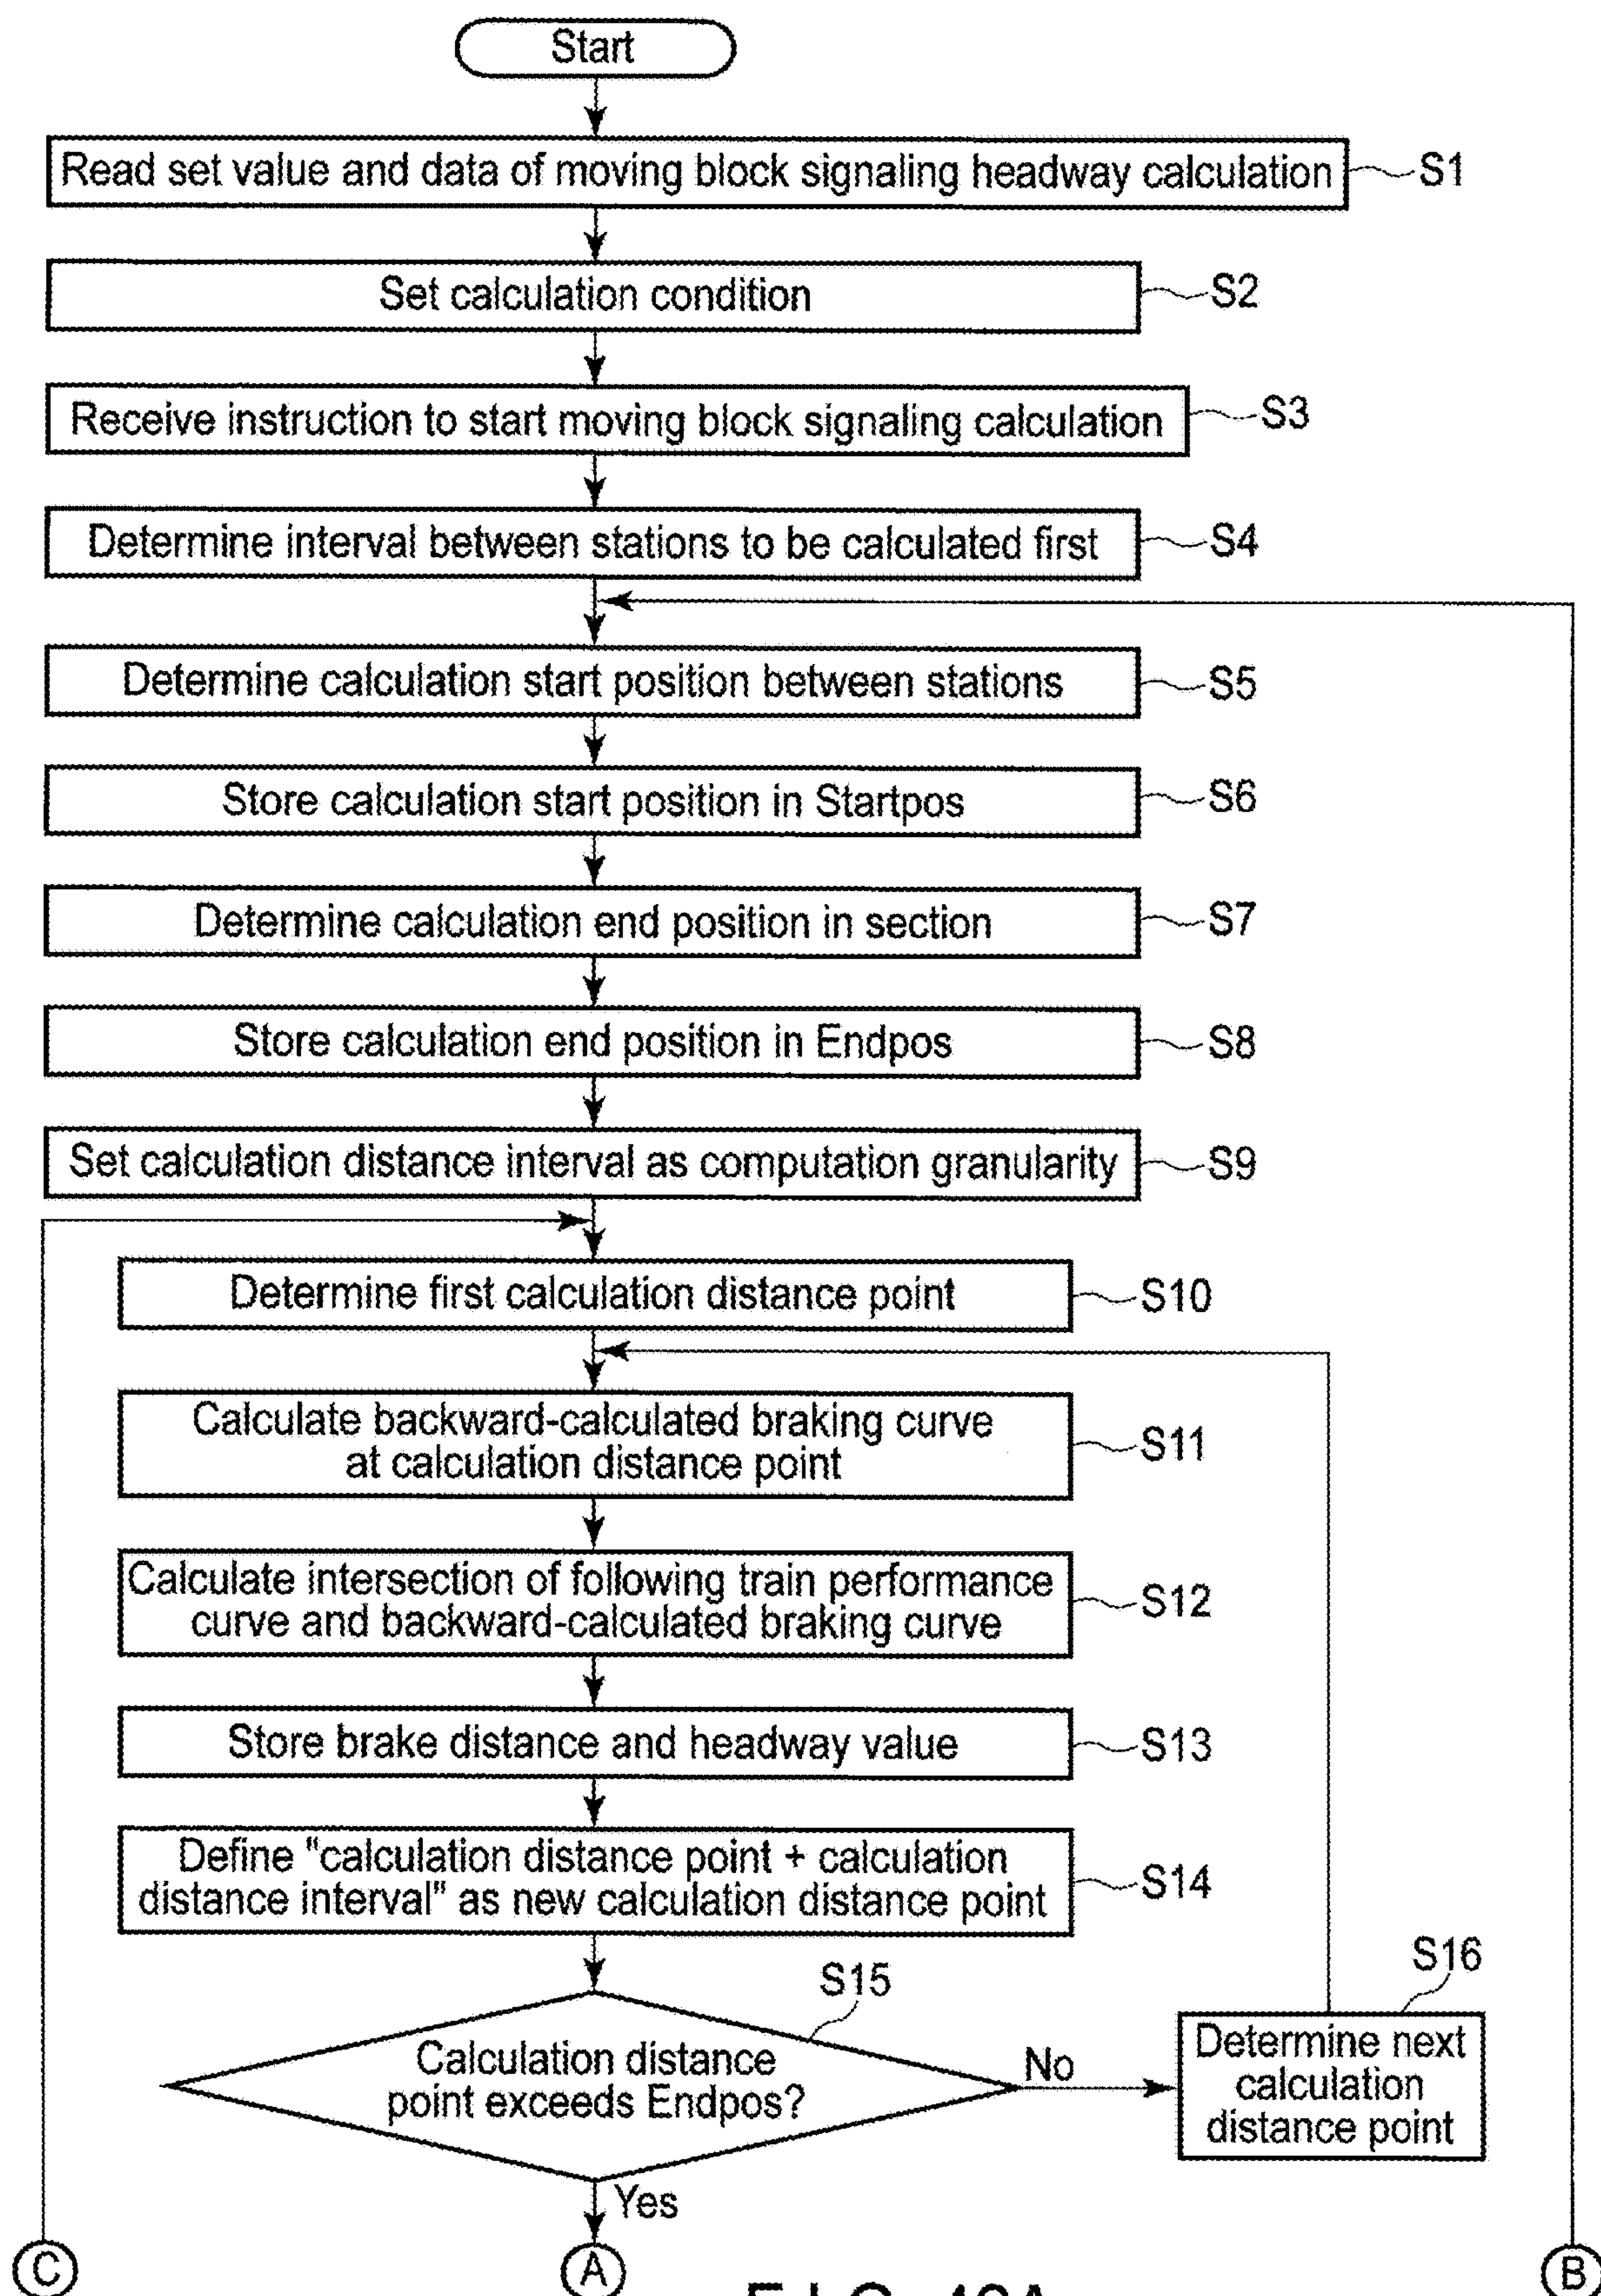 Start
Read set value and data of moving block signaling headway calculation
S1
Set calculation condition
S2
Receive instruction to start moving block signaling calculation
S3
Determine interval between stations to be calculated first
S4
Determine calculation start position between stations
S5
Store calculation start position in Startpos
S6
Determine calculation end position in section
S7
Store calculation end position in Endpos
S8
Set calculation distance interval as computation granularity
S9
Determine first calculation distance point
S10
Calculate backward-calculated braking curve
at calculation distance point
S11
Calculate intersection of following train performance
curve and backward-calculated braking curve
S12
Store brake distance and headway value
S13
Define "calculation distance point + calculation
distance interval" as new calculation distance point
S14
S15
Calculation distance
point exceeds Endpos?
No
S16
Determine next
calculation
distance point
Yes
C
A
B